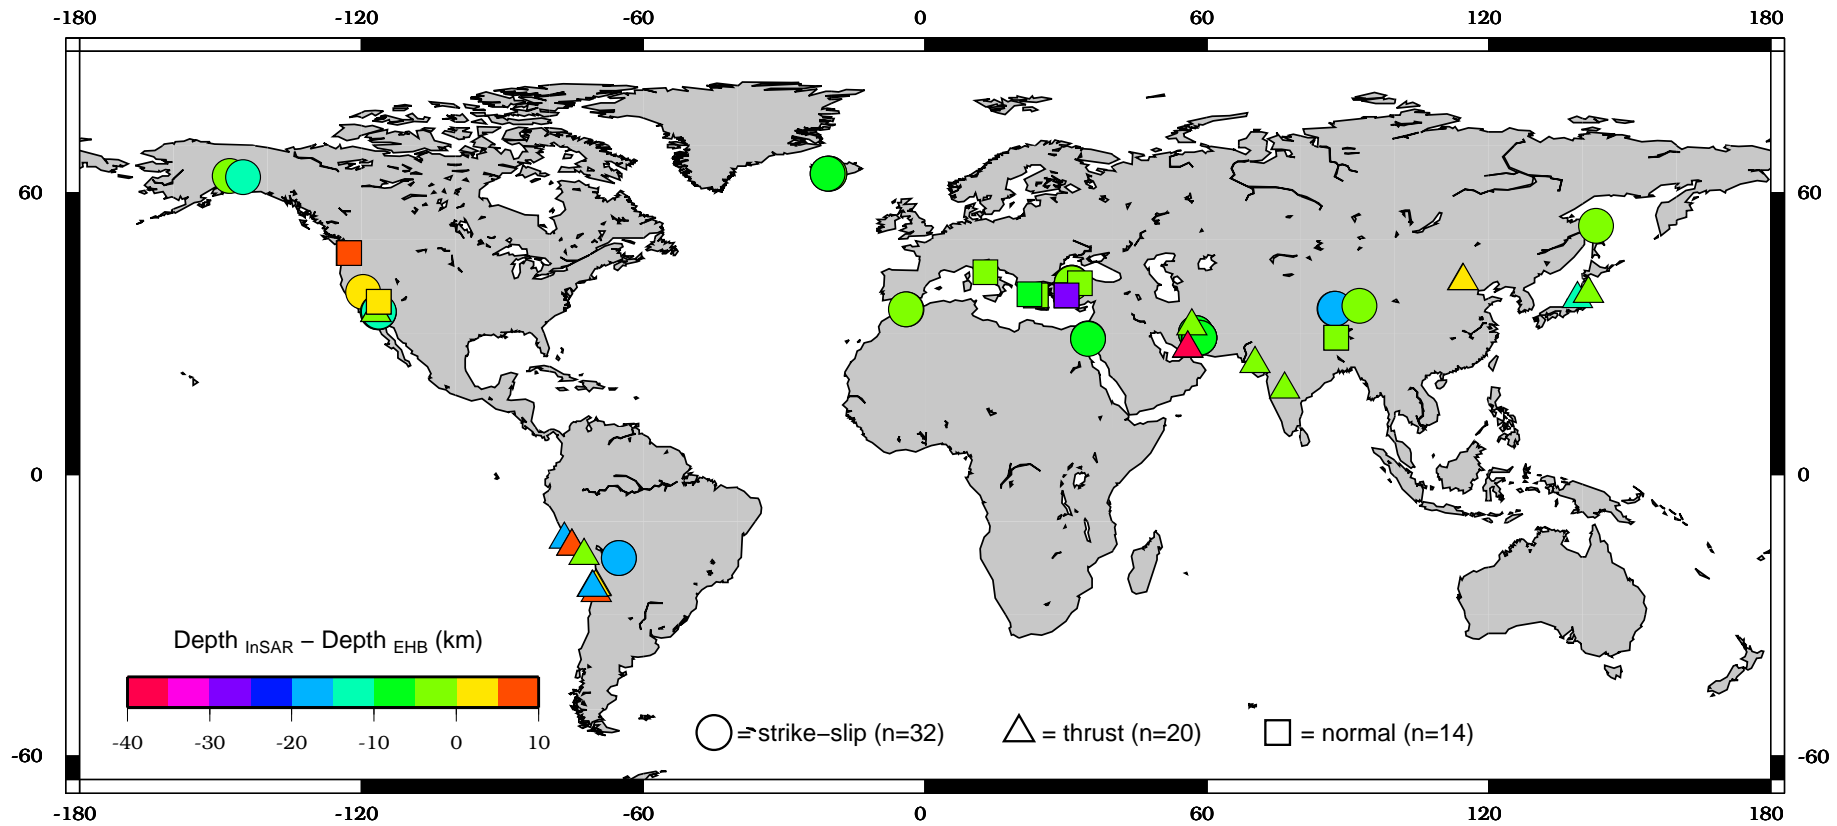 -180 -120 -60 0 60 120 180
60 60
0 0
Depth InSAR – Depth EHB (km)
-40 -30 -20 -10 0 10
= strike–slip (n=32) = thrust (n=20) = normal (n=14)
-60 -60
-180 -120 -60 0 60 120 180